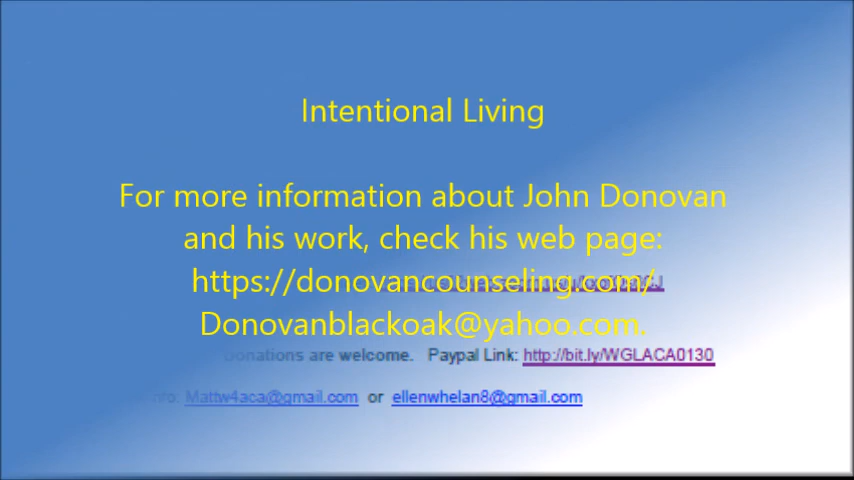 Intentional Living
For more information about John Donovan
and his work, check his web page:
https://donovancounseling.com/
Donovanblackoak@yahoo.com.
Donations are welcome. Paypal Link: http://bit.ly/WGLACA0130
Mattw4aca@gmail.com or ellenwhelan8@gmail.com